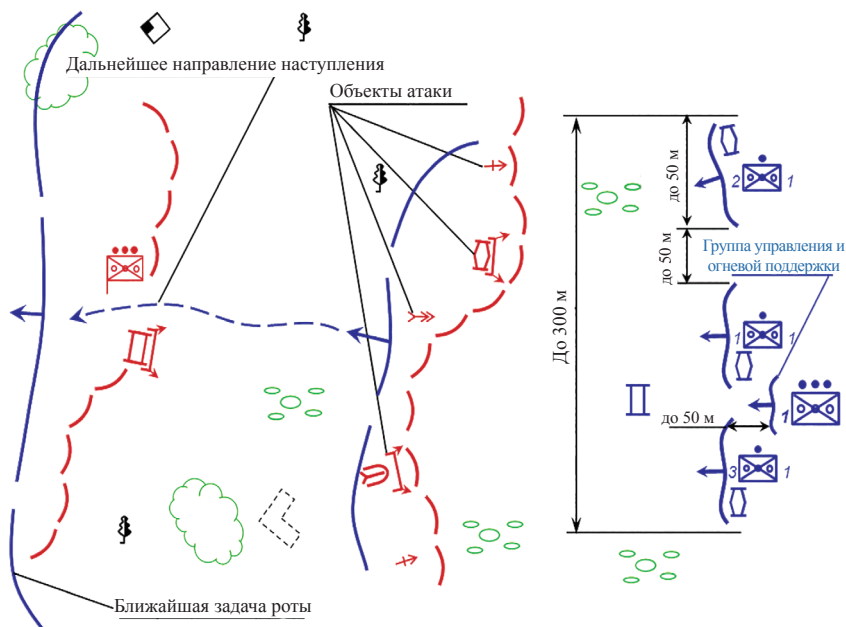 Дальнейшее направление наступления
Объекты атаки
до 50 м
2
1
Группа управления и
огневой поддержки
до 50 м
До 300 м
1
1
1
до 50 м
3
1
Ближайшая задача роты